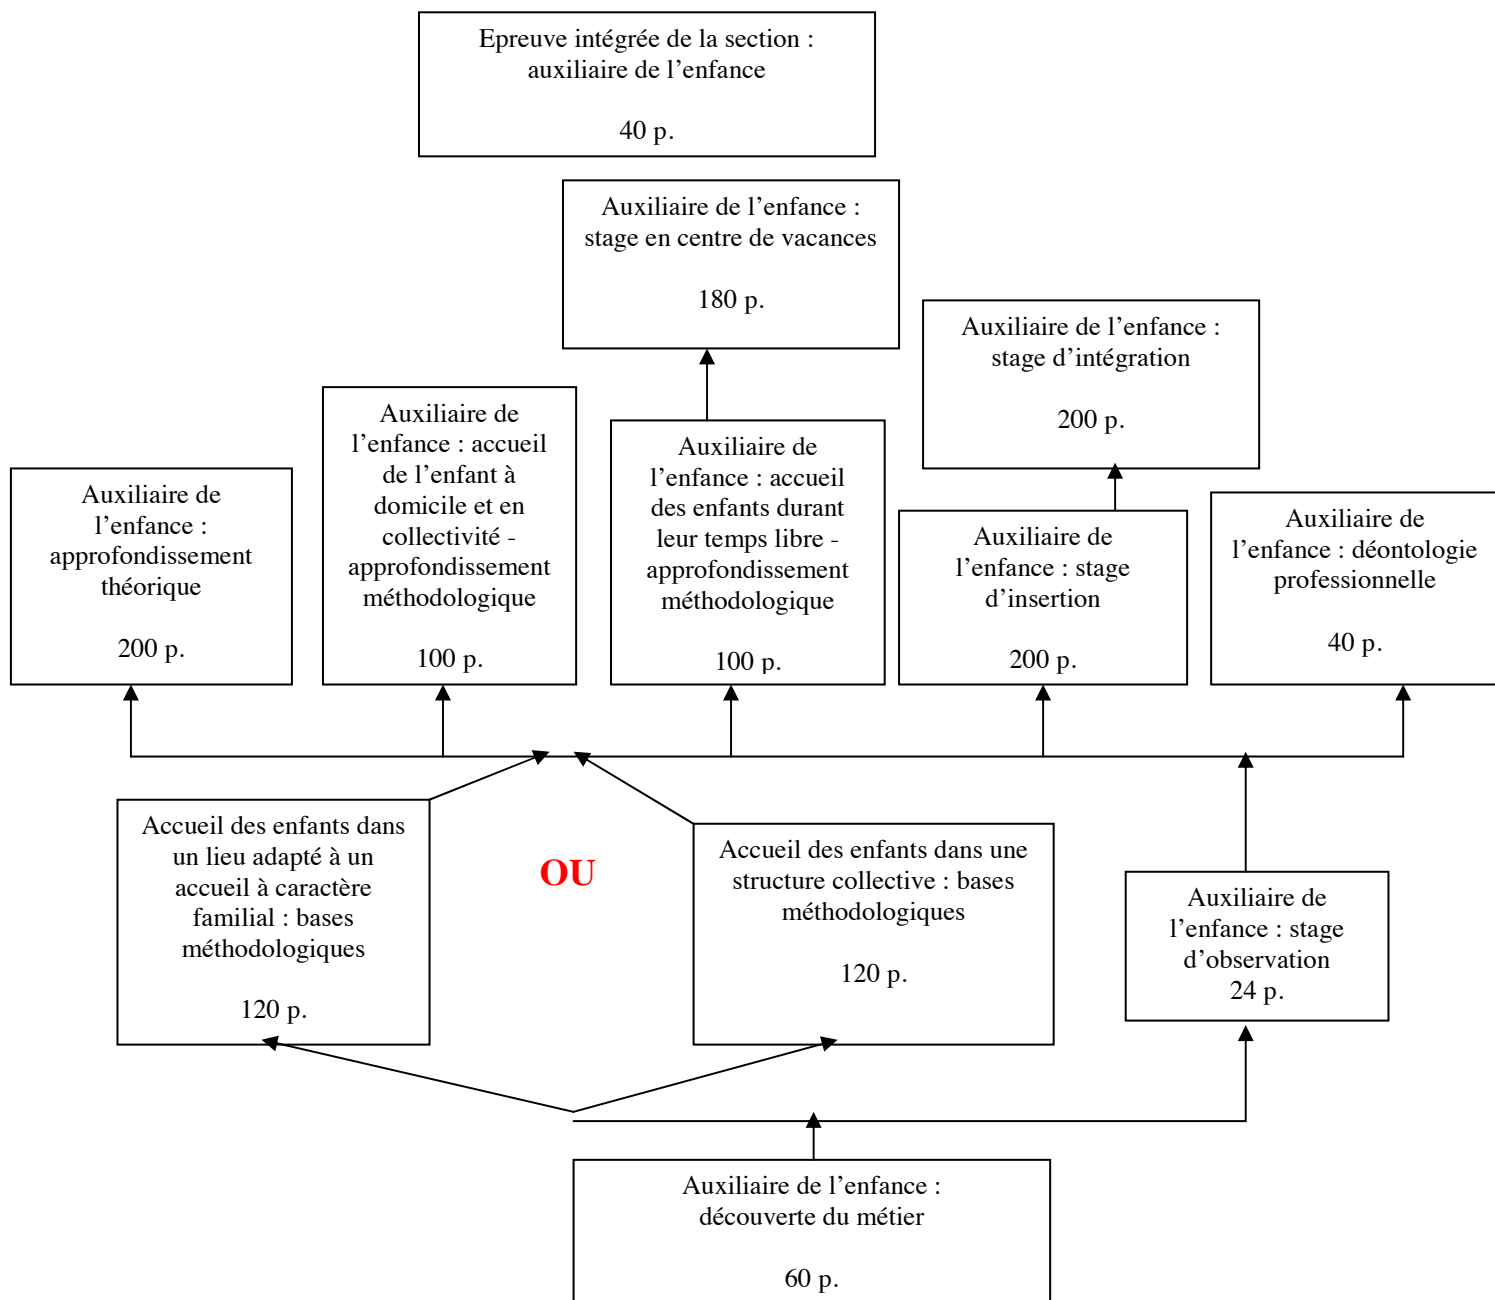 Epreuve intégrée de la section :
auxiliaire de l’enfance
40 p.
Auxiliaire de l’enfance :
stage en centre de vacances
180 p.
Auxiliaire de l’enfance :
stage d’intégration
200 p.
Auxiliaire de
l’enfance :
approfondissement
théorique
200 p.
Auxiliaire de
l’enfance : accueil
de l’enfant à
domicile et en
collectivité -
approfondissement
méthodologique
100 p.
Auxiliaire de
l’enfance : accueil
des enfants durant
leur temps libre -
approfondissement
méthodologique
100 p.
Auxiliaire de
l’enfance : stage
d’insertion
200 p.
Auxiliaire de
l’enfance : déontologie
professionnelle
40 p.
Accueil des enfants dans
un lieu adapté à un
accueil à caractère
familial : bases
méthodologiques
120 p.
OU
Accueil des enfants dans une
structure collective : bases
méthodologiques
120 p.
Auxiliaire de
l’enfance : stage
d’observation
24 p.
Auxiliaire de l’enfance :
découverte du métier
60 p.